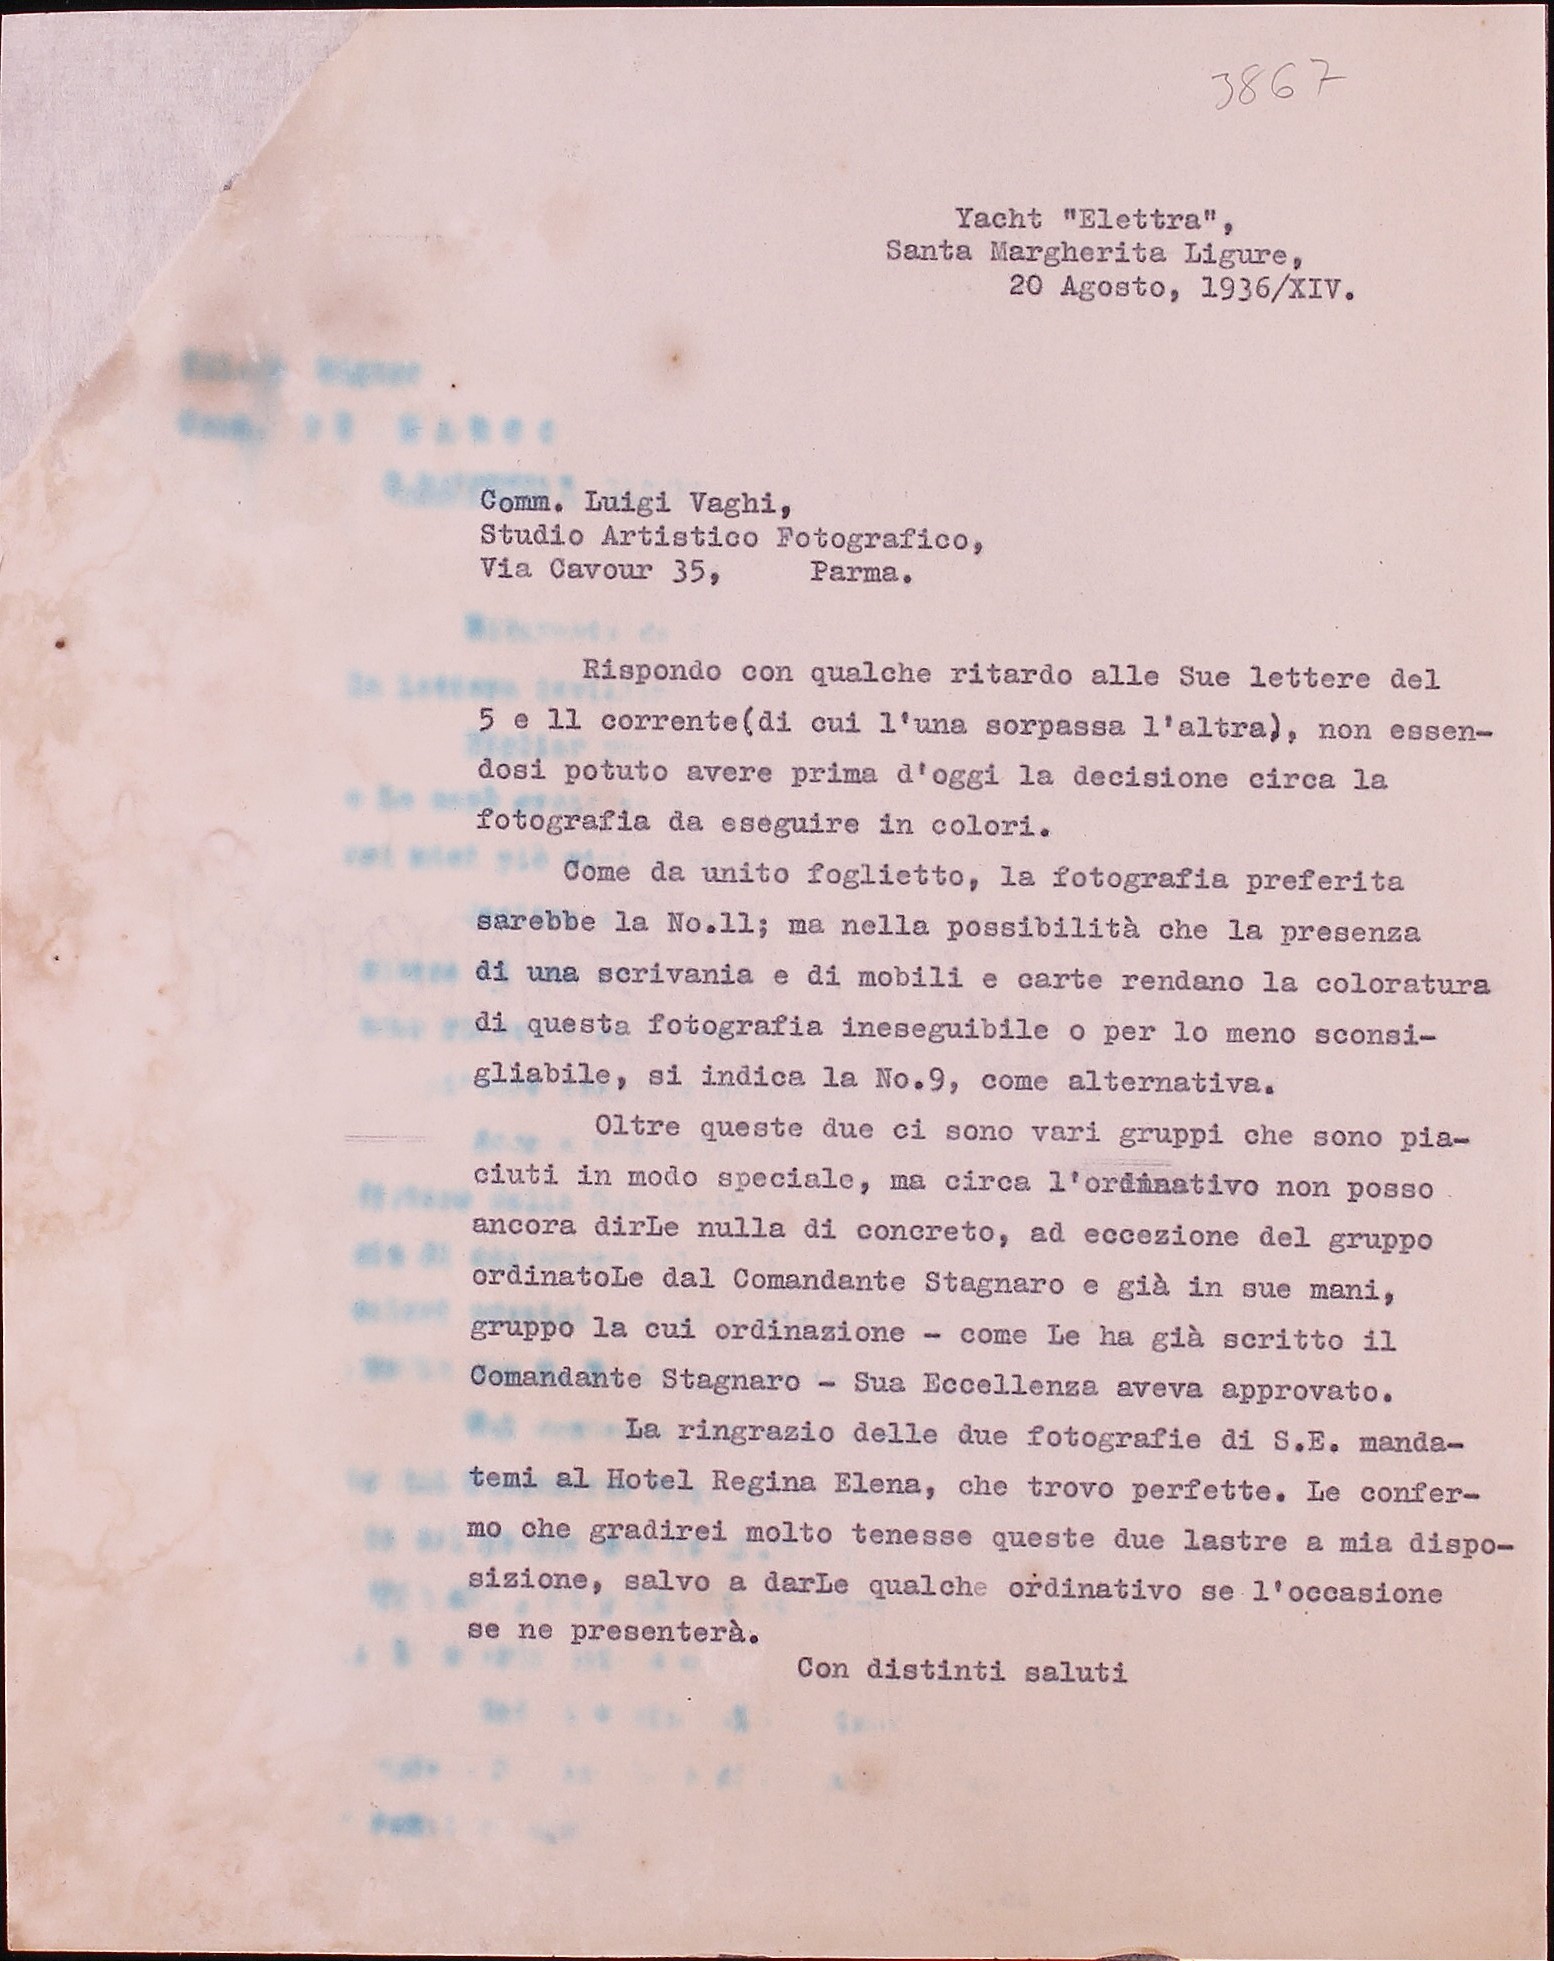 3867
Yacht "Elettra",
Santa Margherita Ligure,
20 Agosto, 1936/XIV.
Comm. Luigi Vaghi,
Studio Artistico Fotografico,
Via Cavour 35, Parma.
Rispondo con qualche ritardo alle Sue lettere del
5 e 11 corrente(di cui l'una sorpassa l'altra), non essen-
dosi potuto avere prima d'oggi la decisione circa la
fotografia da eseguire in colori.
Come da unito foglietto, la fotografia preferita
sarebbe la No.11; ma nella possibilità che la presenza
di una scrivania e di mobili e carte rendano la coloratura
di questa fotografia ineseguibile o per lo meno sconsi-
gliabile, si indica la No.9, come alternativa.
Oltre queste due ci sono vari gruppi che sono pia-
ciuti in modo speciale, ma circa l'ordinativo non posso
ancora dirLe nulla di concreto, ad eccezione del gruppo
ordinatoLe dal Comandante Stagnaro e già in sue mani,
gruppo la cui ordinazione - come Le ha già scritto il
Comandante Stagnaro - Sua Eccellenza aveva approvato.
La ringrazio delle due fotografie di S.E. manda-
temi al Hotel Regina Elena, che trovo perfette. Le confer-
mo che gradirei molto tenesse queste due lastre a mia dispo-
sizione, salvo a darLe qualche ordinativo se l'occasione
se ne presenterà.
Con distinti saluti